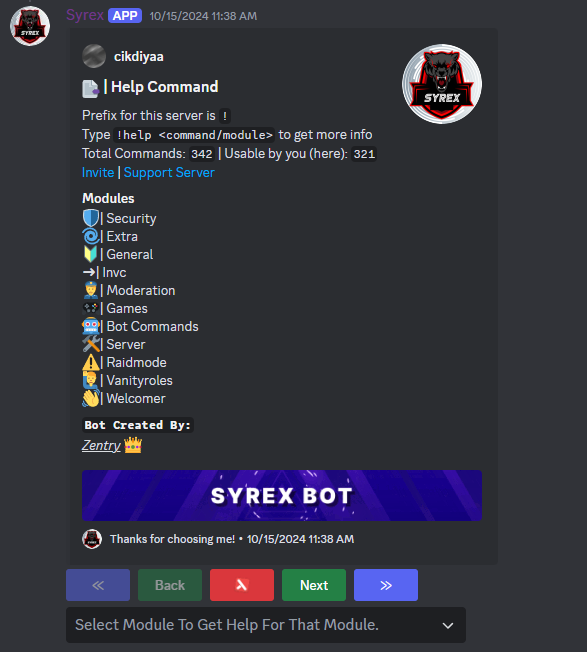 SYREX
Syrex APP 10/15/2024 11:38 AM
cikdiyaa
| Help Command
SYREX
Prefix for this server is !
Type !help <command/module> to get more info
Total Commands: 342 | Usable by you (here): 321
Invite | Support Server
Modules
| Security
| Extra
| General
➜| Invc
| Moderation
| Games
| Bot Commands
| Server
| Raidmode
| Vanityroles
| Welcomer
Bot Created By:
Zentry
SYREX BOT
SYREX
Thanks for choosing me! • 10/15/2024 11:38 AM
« Back Next »
Select Module To Get Help For That Module.